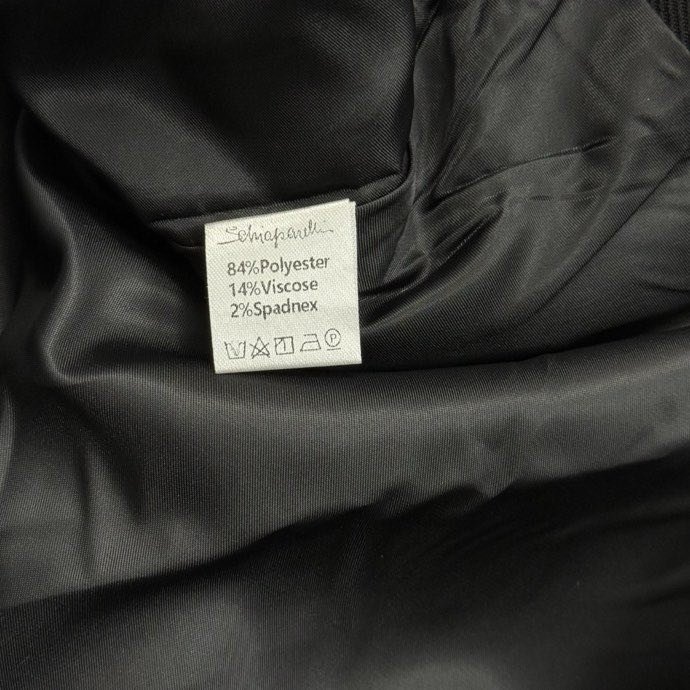 Schiaparelli
84%Polyester
14%Viscose
2%Spadnex
P